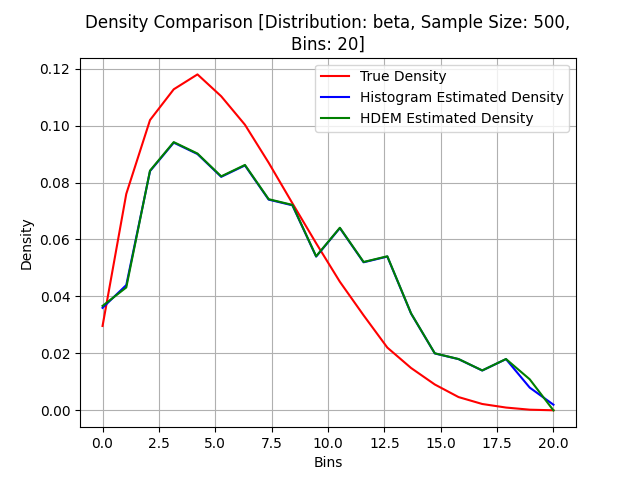 Density Comparison [Distribution: beta, Sample Size: 500,
Bins: 20]
True Density
Histogram Estimated Density
HDEM Estimated Density
Density
0.12
0.10
0.08
0.06
0.04
0.02
0.00
0.0 2.5 5.0 7.5 10.0 12.5 15.0 17.5 20.0
Bins